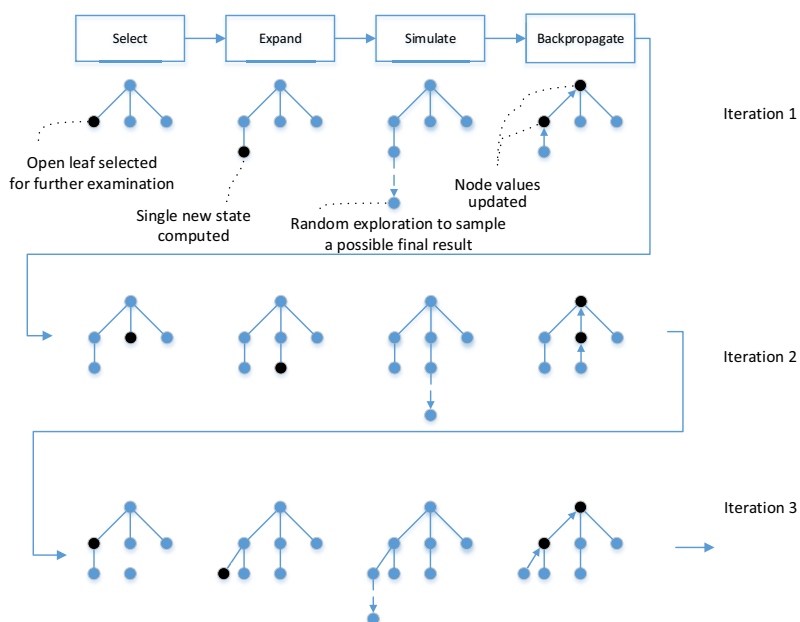 Select
Expand
Simulate
Backpropagate
Iteration 1
Open leaf selected
for further examination
Single new state
computed
Random exploration to sample
a possible final result
Node values
updated
Iteration 2
Iteration 3